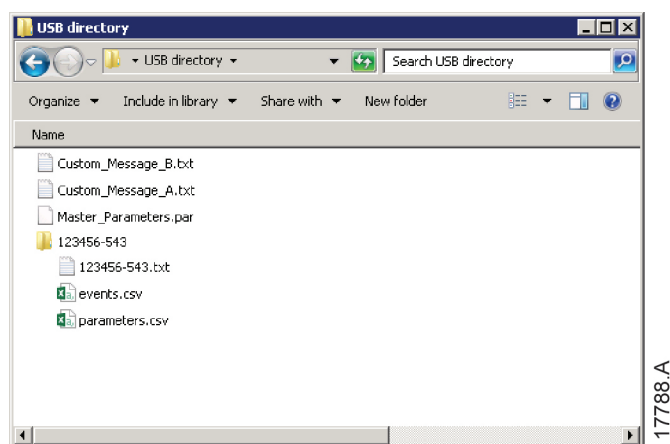 USB directory
USB directory
Search USB directory
Organize
Include in library
Share with
New folder
Name
Custom_Message_B.txt
Custom_Message_A.txt
Master_Parameters.par
123456-543
123456-543.txt
events.csv
parameters.csv
17788.A